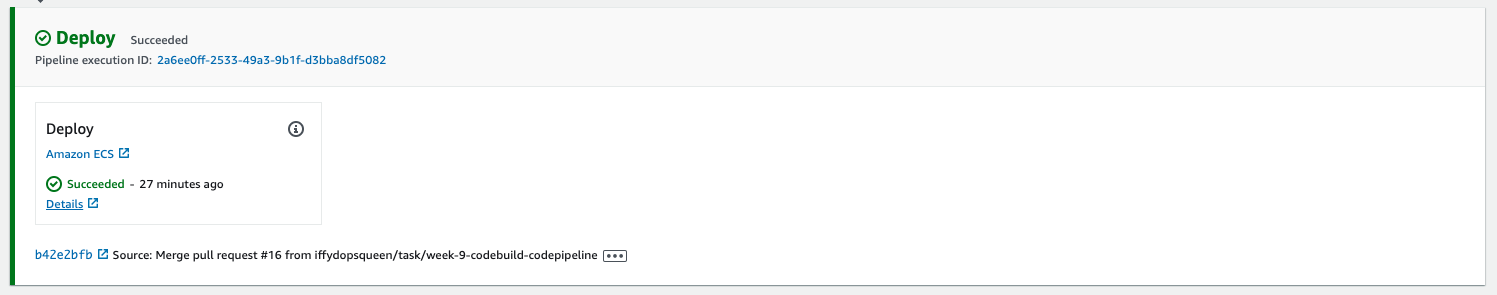 Deploy Succeeded
Pipeline execution ID: 2a6ee0ff-2533-49a3-9b1f-d3bba8df5082
Deploy
Amazon ECS
Succeeded - 27 minutes ago
Details
b42e2bfb Source: Merge pull request #16 from iffydopsqueen/task/week-9-codebuild-codepipeline